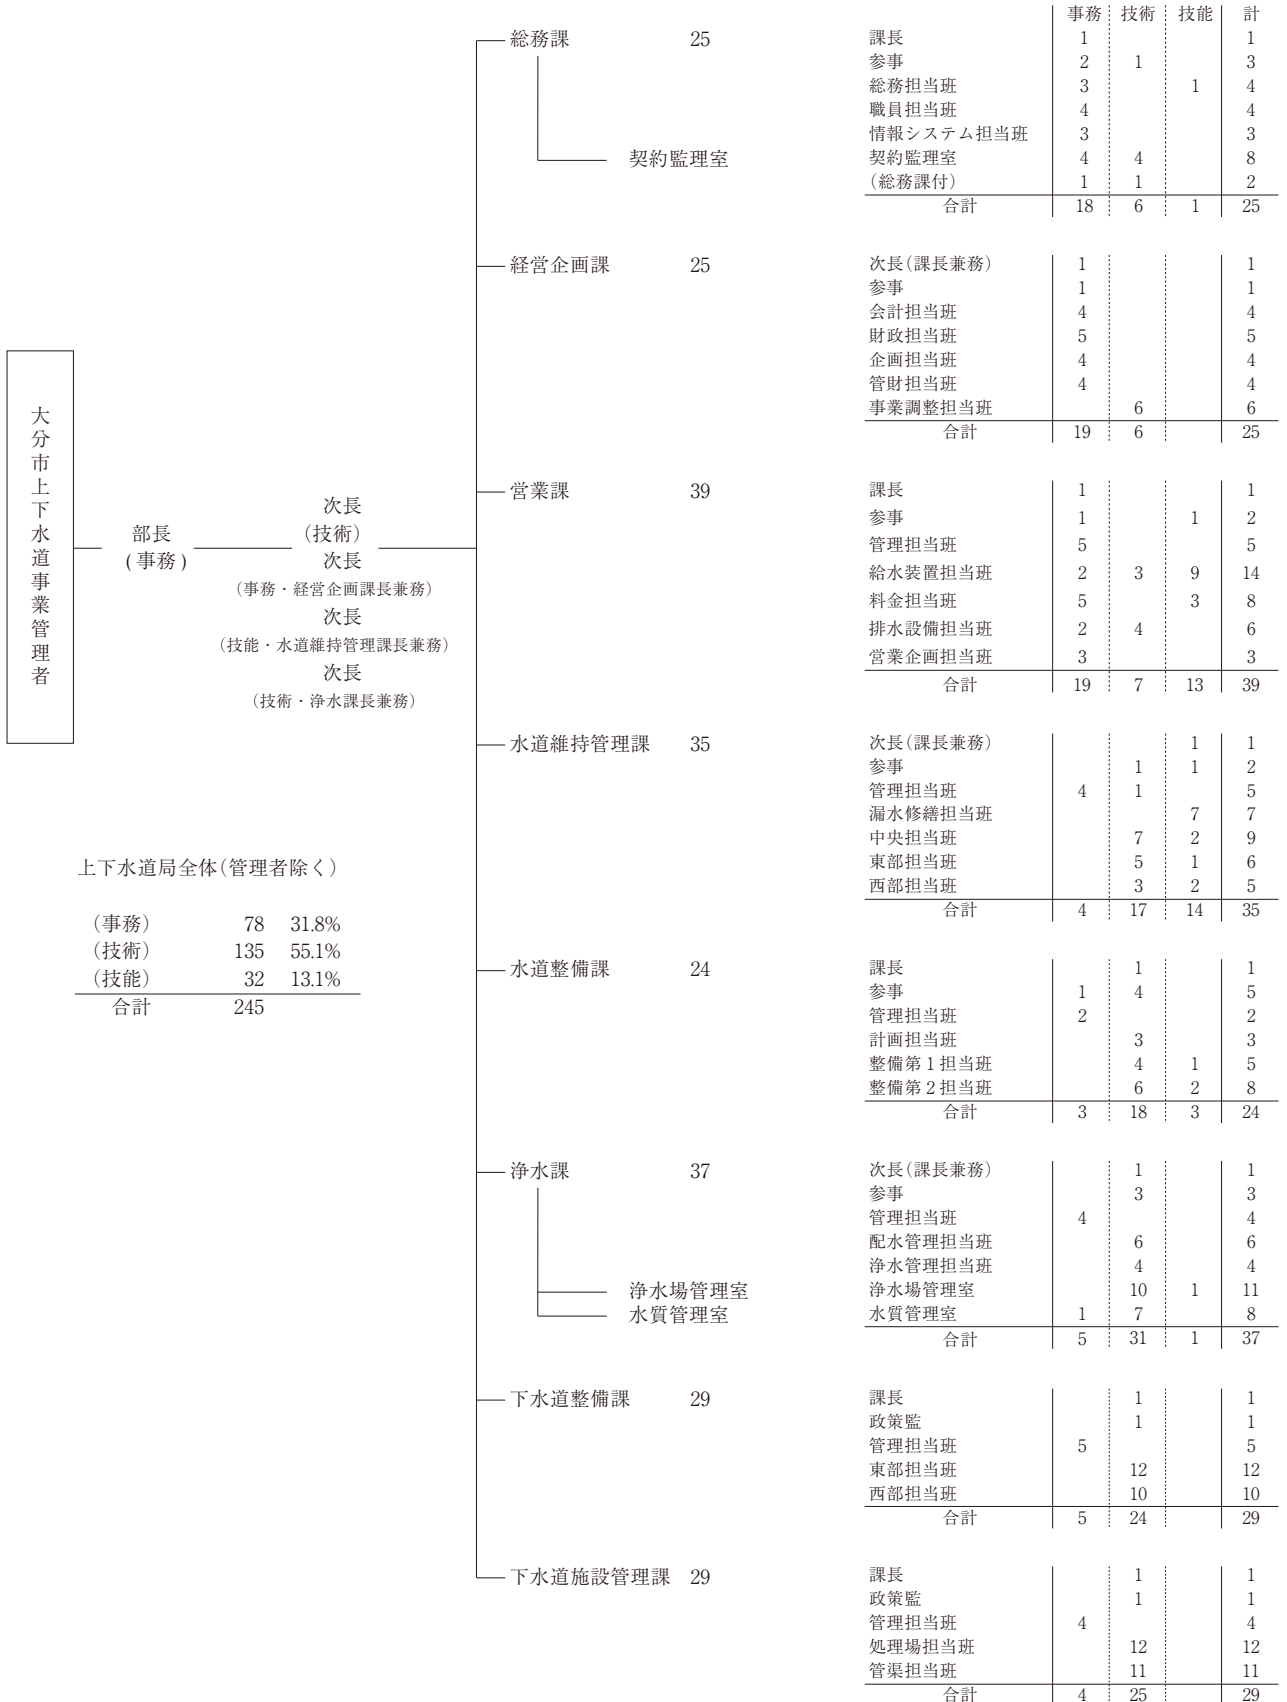 大分市上下水道事業管理者
部長
(事務)
次長
(技術)
次長
(事務・経営企画課長兼務)
次長
(技能・水道維持管理課長兼務)
次長
(技術・浄水課長兼務)
上下水道局全体(管理者除く)
(事務) 78 31.8%
(技術) 135 55.1%
(技能) 32 13.1%
合計 245
総務課 25
契約監理室
事務 技術 技能 計
課長 1 1
参事 2 1 3
総務担当班 3 1 4
職員担当班 4 4
情報システム担当班 3 3
契約監理室 4 4 8
(総務課付) 1 1 2
合計 18 6 1 25
経営企画課 25
次長(課長兼務) 1 1
参事 1 1
会計担当班 4 4
財政担当班 5 5
企画担当班 4 4
管財担当班 4 4
事業調整担当班 6 6
合計 19 6 25
営業課 39
課長 1 1
参事 1 1 2
管理担当班 5 5
給水装置担当班 2 3 9 14
料金担当班 5 3 8
排水設備担当班 2 4 6
営業企画担当班 3 3
合計 19 7 13 39
水道維持管理課 35
次長(課長兼務) 1 1
参事 1 1 2
管理担当班 4 1 5
漏水修繕担当班 7 7
中央担当班 7 2 9
東部担当班 5 1 6
西部担当班 3 2 5
合計 4 17 14 35
水道整備課 24
課長 1 1
参事 1 4 5
管理担当班 2 2
計画担当班 3 3
整備第1担当班 4 1 5
整備第2担当班 6 2 8
合計 3 18 3 24
浄水課 37
浄水場管理室
水質管理室
次長(課長兼務) 1 1
参事 3 3
管理担当班 4 4
配水管理担当班 6 6
浄水管理担当班 4 4
浄水場管理室 10 1 11
水質管理室 1 7 8
合計 5 31 1 37
下水道整備課 29
課長 1 1
政策監 1 1
管理担当班 5 5
東部担当班 12 12
西部担当班 10 10
合計 5 24 29
下水道施設管理課 29
課長 1 1
政策監 1 1
管理担当班 4 4
処理場担当班 12 12
管渠担当班 11 11
合計 4 25 29